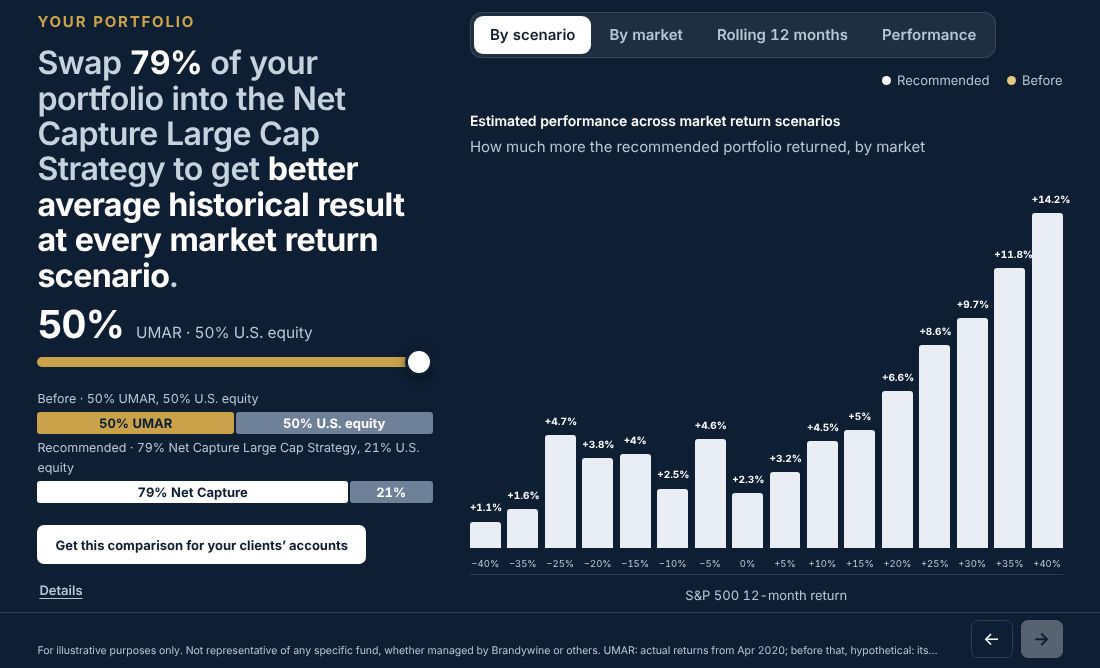 YOUR PORTFOLIO
Swap 79% of your
portfolio into the Net
Capture Large Cap
Strategy to get better
average historical result
at every market return
scenario.
50% UMAR · 50% U.S. equity
Before · 50% UMAR, 50% U.S. equity
50% UMAR 50% U.S. equity
Recommended · 79% Net Capture Large Cap Strategy, 21% U.S.
equity
79% Net Capture 21%
Get this comparison for your clients’ accounts
Details
By scenario By market Rolling 12 months Performance
Recommended Before
Estimated performance across market return scenarios
How much more the recommended portfolio returned, by market
+1.1% +1.6% +4.7% +3.8% +4% +2.5% +4.6% +2.3% +3.2% +4.5% +5% +6.6% +8.6% +9.7% +11.8% +14.2%
−40% −35% −25% −20% −15% −10% −5% 0% +5% +10% +15% +20% +25% +30% +35% +40%
S&P 500 12-month return
For illustrative purposes only. Not representative of any specific fund, whether managed by Brandywine or others. UMAR: actual returns from Apr 2020; before that, hypothetical: its…
← →